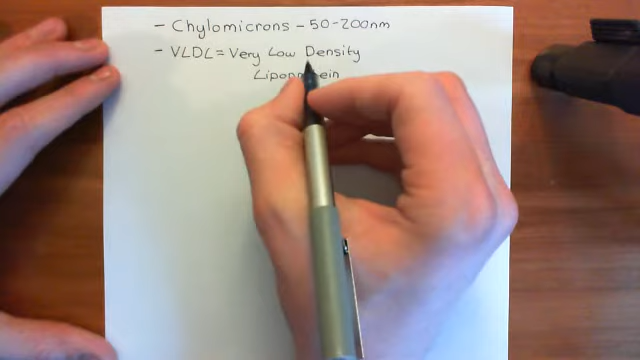 - Chylomicrons - 50-200nm
- VLDL = Very Low Density